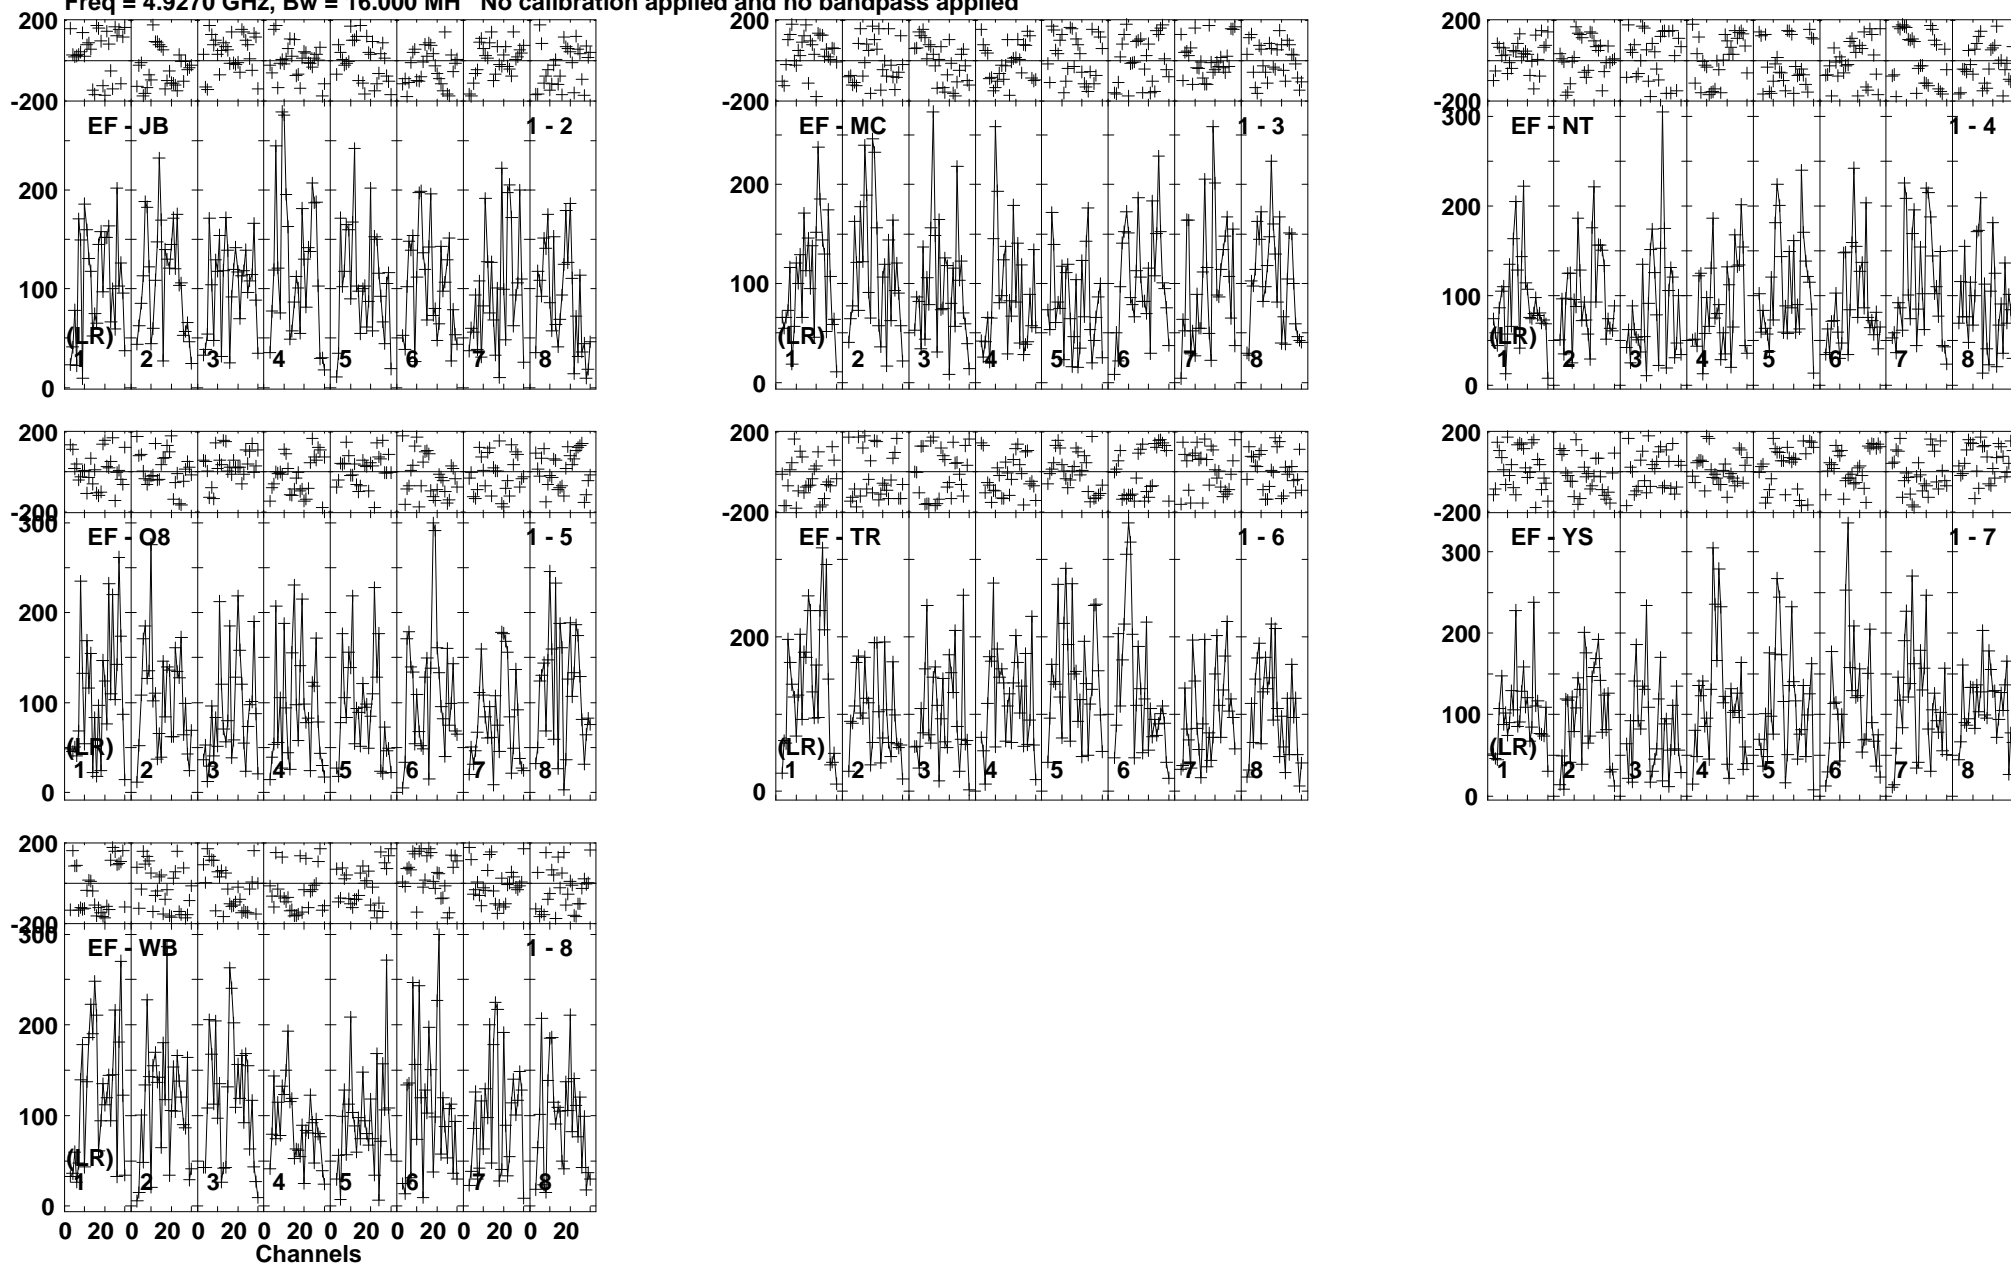 Freq = 4.9270 GHz, Bw = 16.000 MH   No calibration applied and no bandpass applied
200 200 200
-200 -200 -200
300
EF - JB 1 - 2 EF - MC 1 - 3 EF - NT 1 - 4
200 200 200
100 100 100
(LR) (LR) (LR)
1 2 3 4 5 6 7 8 1 2 3 4 5 6 7 8 1 2 3 4 5 6 7 8
0 0 0
200 200 200
-200 -200 -200
300
EF - O8 1 - 5 EF - TR 1 - 6 EF - YS 1 - 7
300
200 200 200
100 100
(LR) (LR) (LR)
1 2 3 4 5 6 7 8 1 2 3 4 5 6 7 8 1 2 3 4 5 6 7 8
0 0 0
200
-200
300
EF - WB 1 - 8
200
100
(LR)
1 2 3 4 5 6 7 8
0
0 20 0 20 0 20 0 20 0 20 0 20 0 20 0 20
Channels